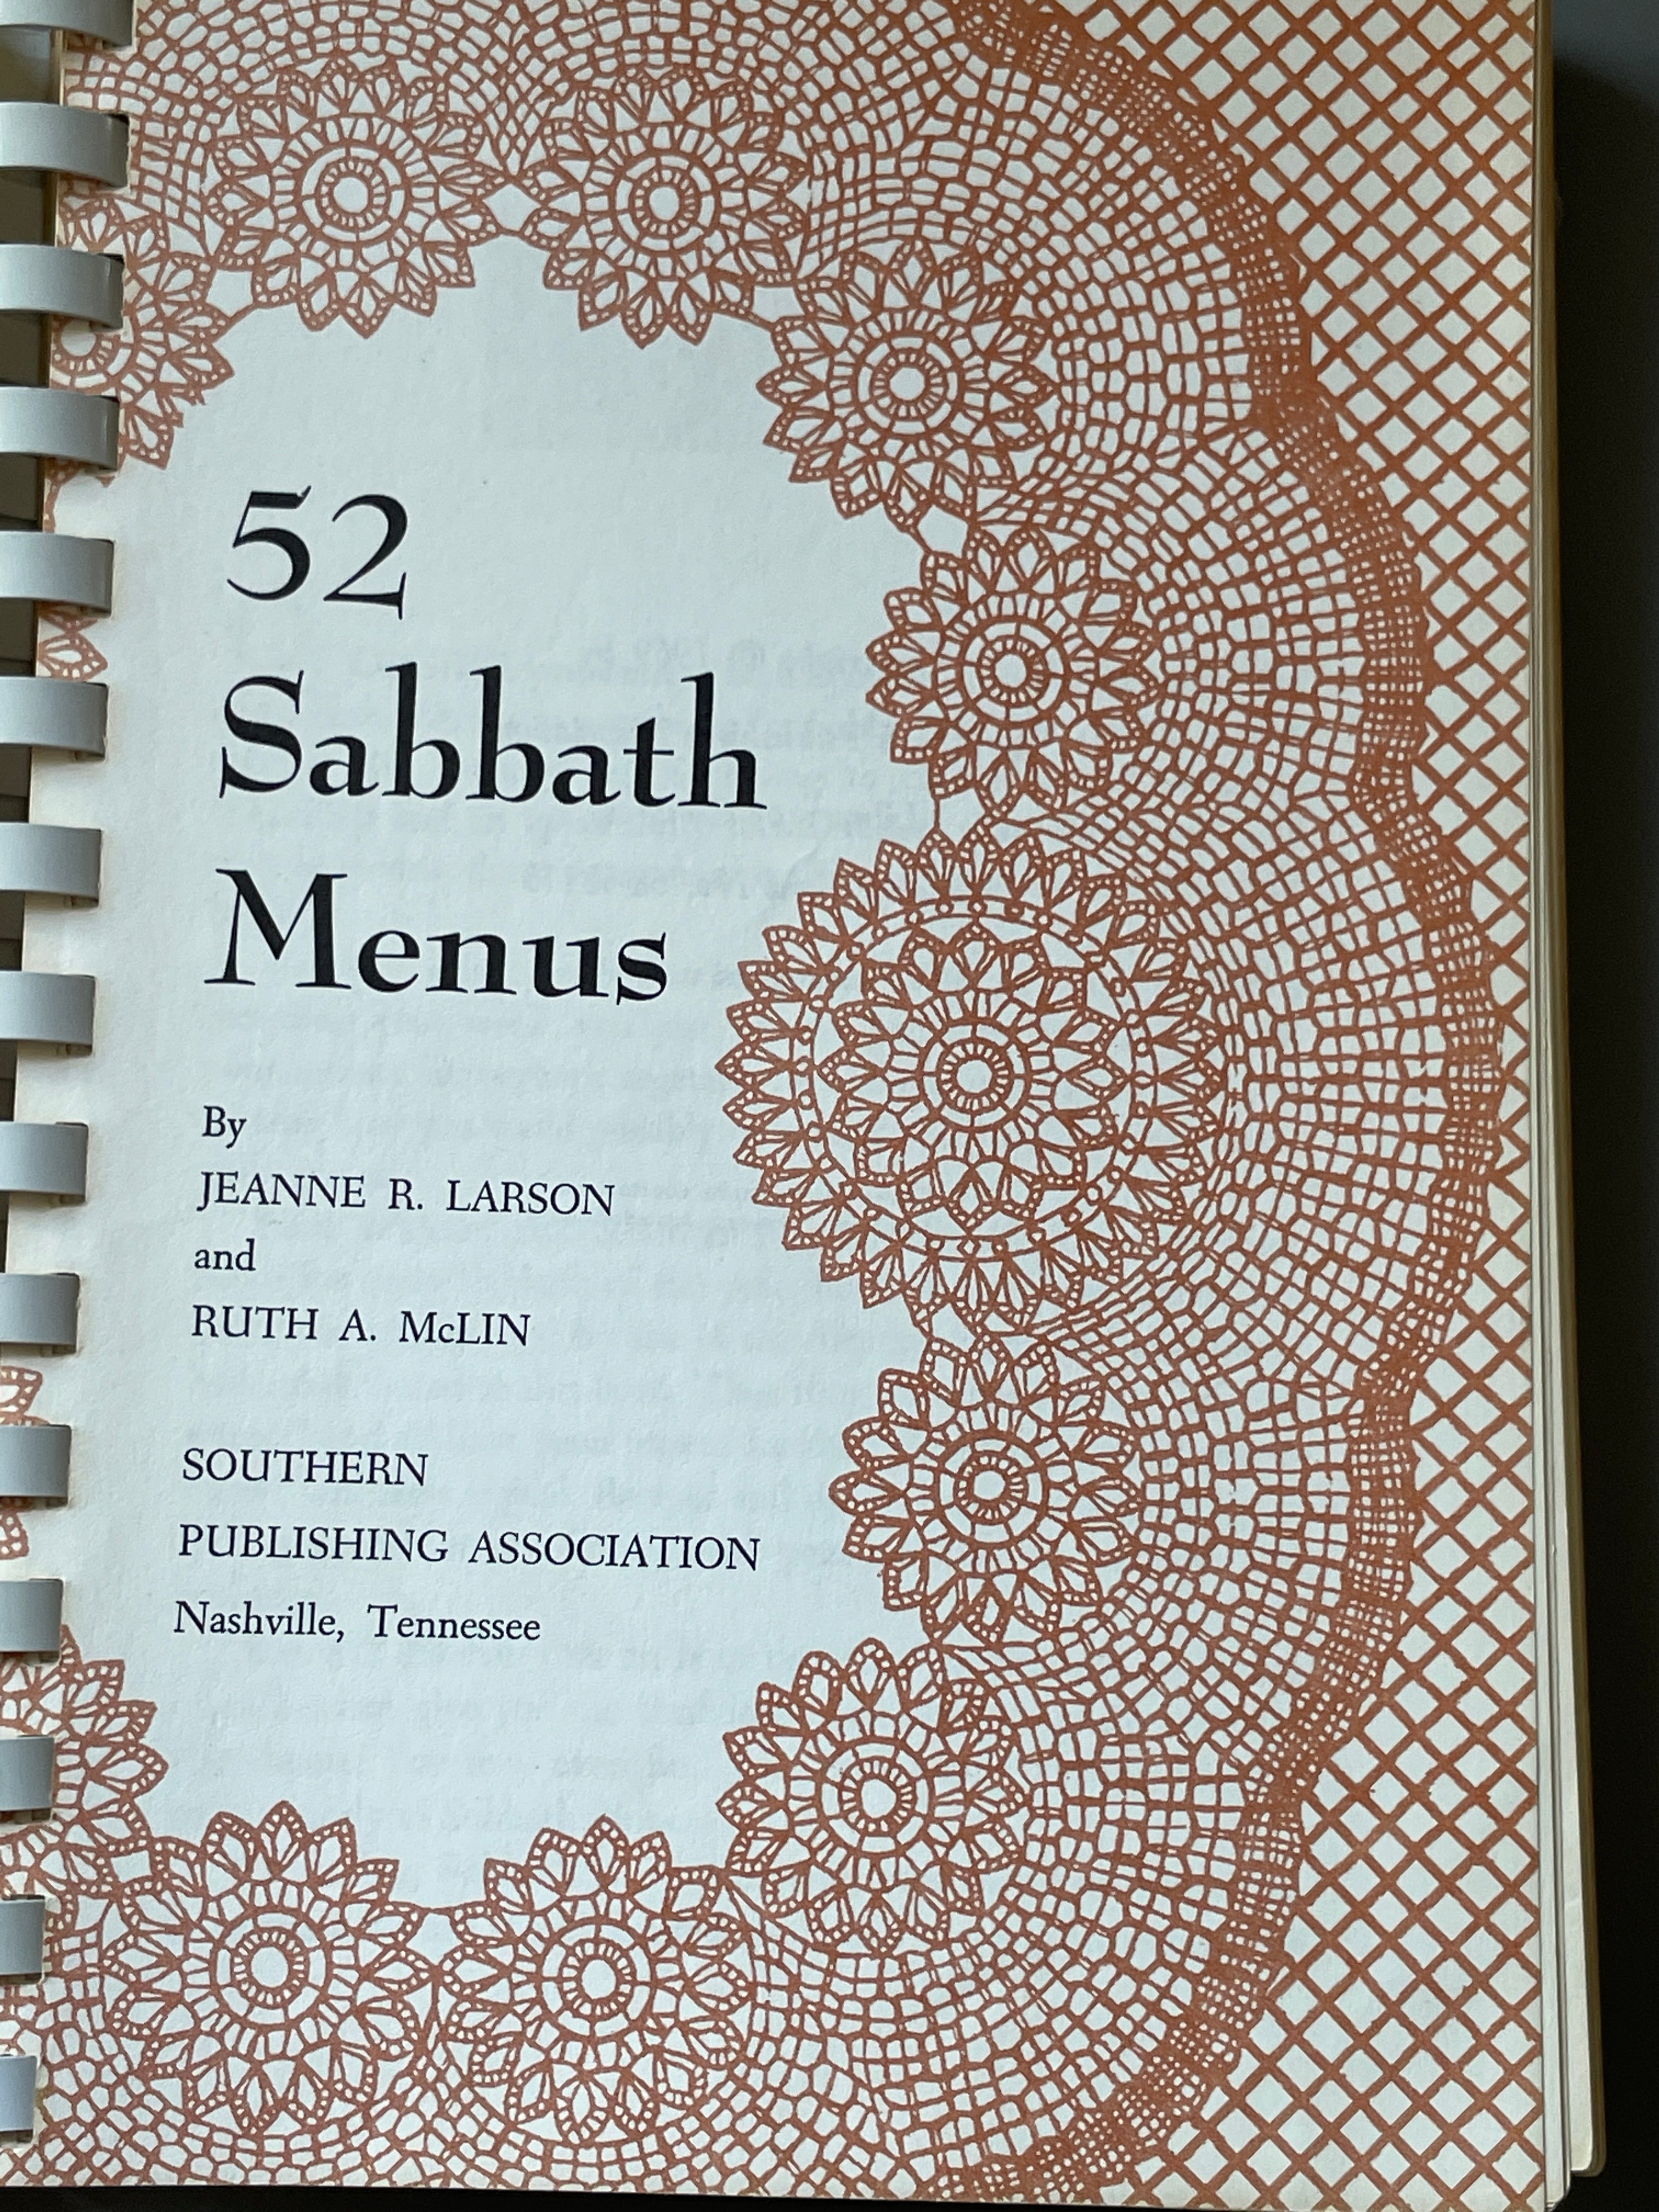 52
Sabbath
Menus
By
JEANNE R. LARSON
and
RUTH A. McLIN
SOUTHERN
PUBLISHING ASSOCIATION
Nashville, Tennessee